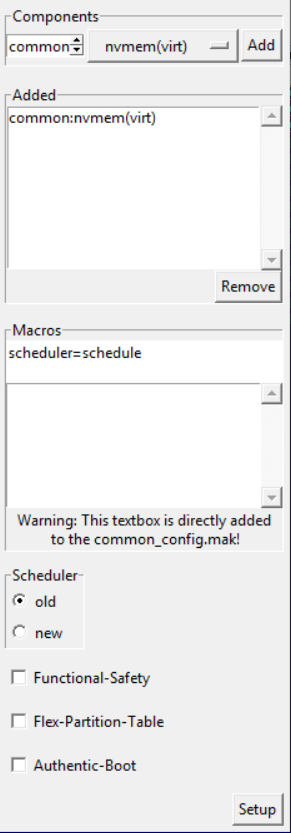 Components
common nvmem(virt) Add
Added
common:nvmem(virt)
Remove
Macros
scheduler=schedule
Warning: This textbox is directly added
to the common_config.mak!
Scheduler
old
new
Functional-Safety
Flex-Partition-Table
Authentic-Boot
Setup